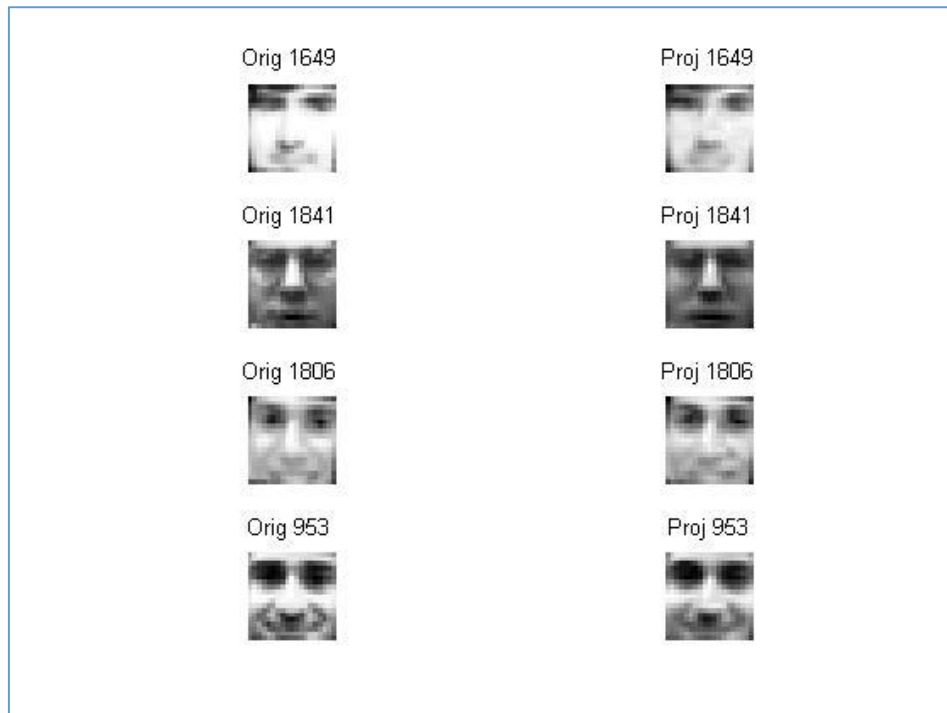 Orig 1649
Proj 1649
Orig 1841
Proj 1841
Orig 1806
Proj 1806
Orig 953
Proj 953